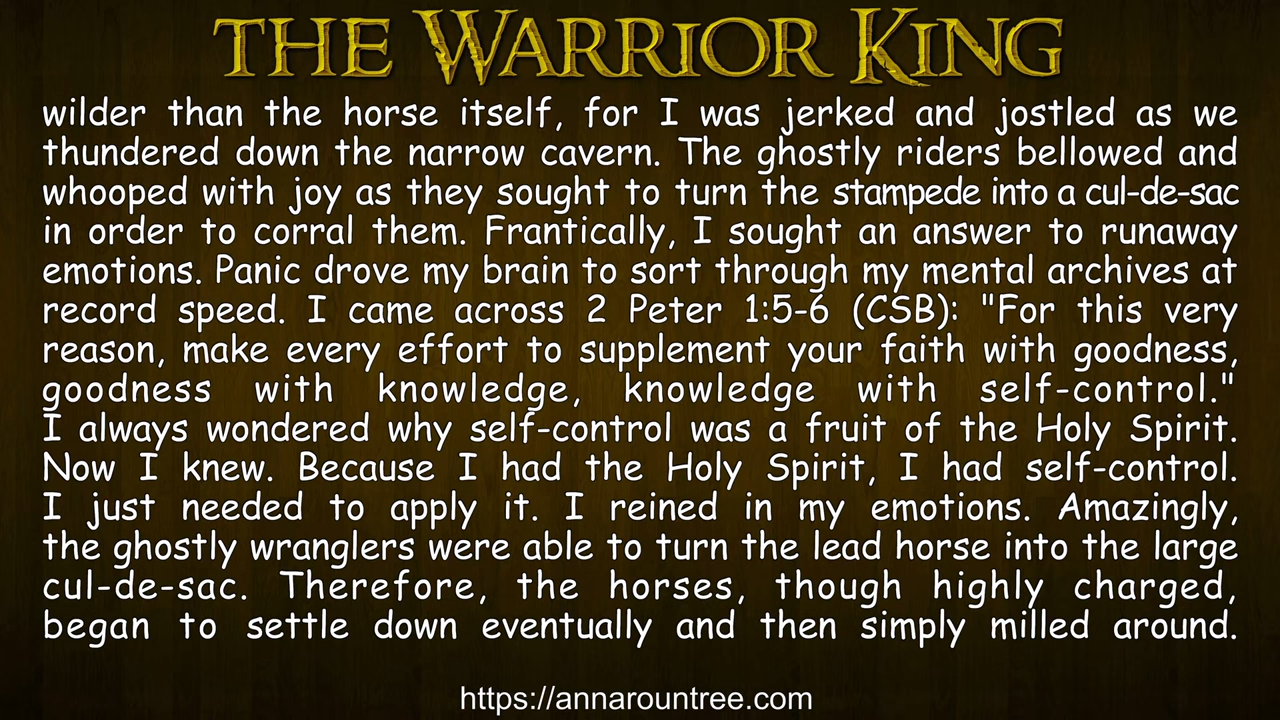 THE WARRIOR KING
wilder than the horse itself, for I was jerked and jostled as we
thundered down the narrow cavern. The ghostly riders bellowed and
whooped with joy as they sought to turn the stampede into a cul-de-sac
in order to corral them. Frantically, I sought an answer to runaway
emotions. Panic drove my brain to sort through my mental archives at
record speed. I came across 2 Peter 1:5-6 (CSB): "For this very
reason, make every effort to supplement your faith with goodness,
goodness with knowledge, knowledge with self-control."
I always wondered why self-control was a fruit of the Holy Spirit.
Now I knew. Because I had the Holy Spirit, I had self-control.
I just needed to apply it. I reined in my emotions. Amazingly,
the ghostly wranglers were able to turn the lead horse into the large
cul-de-sac. Therefore, the horses, though highly charged,
began to settle down eventually and then simply milled around.
https://annarountree.com